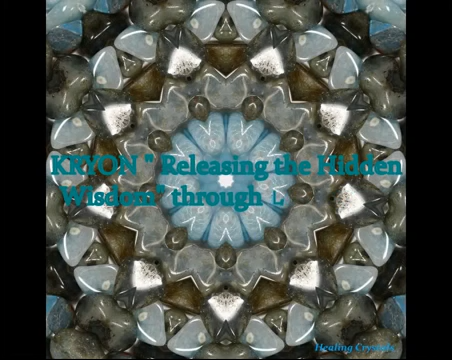 KRYON " Releasing the Hidden
Wisdom" through L
Healing Crystals